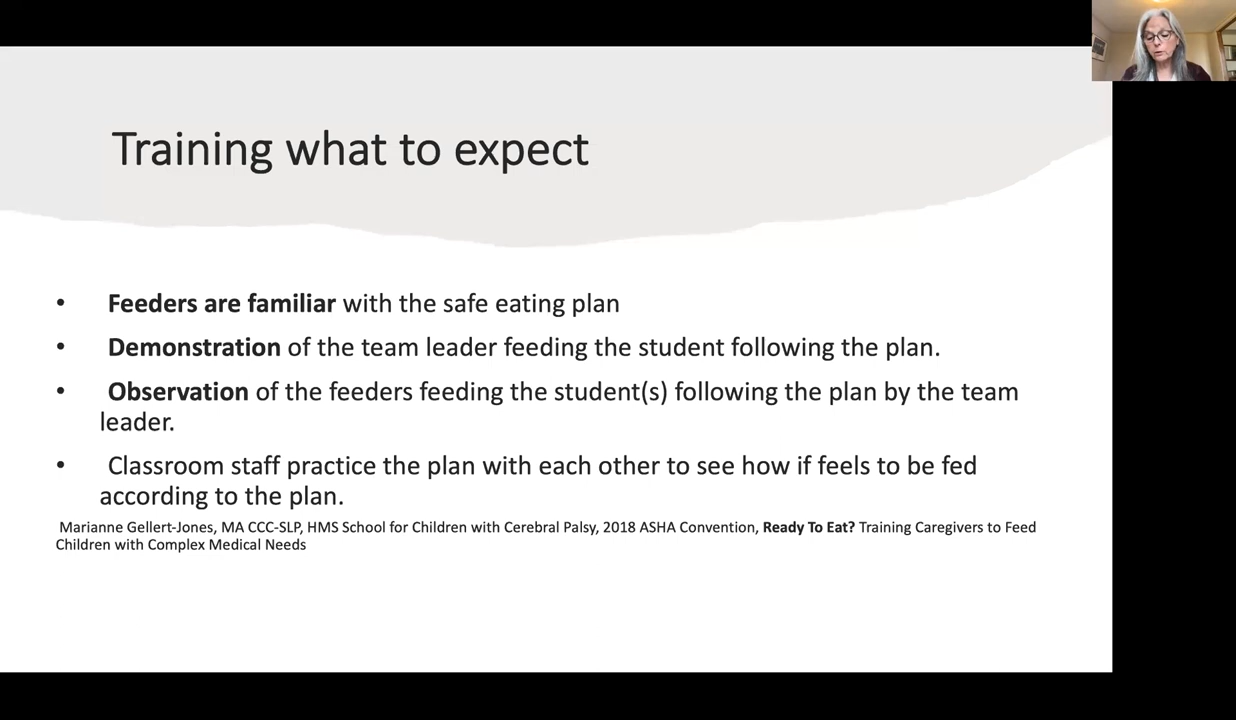 Training what to expect
• Feeders are familiar with the safe eating plan
• Demonstration of the team leader feeding the student following the plan.
• Observation of the feeders feeding the student(s) following the plan by the team
leader.
• Classroom staff practice the plan with each other to see how if feels to be fed
according to the plan.
Marianne Gellert-Jones, MA CCC-SLP, HMS School for Children with Cerebral Palsy, 2018 ASHA Convention, Ready To Eat? Training Caregivers to Feed
Children with Complex Medical Needs